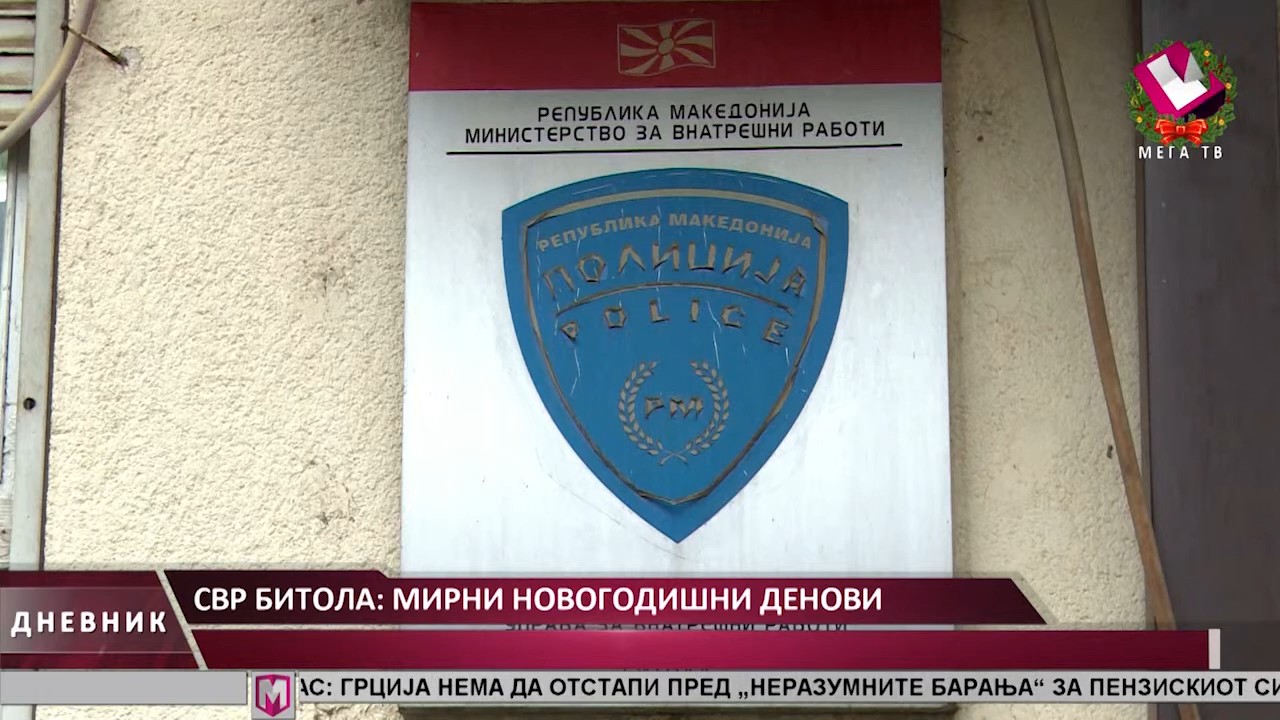 РЕПУБЛИКА МАКЕДОНИЈА
МИНИСТЕРСТВО ЗА ВНАТРЕШНИ РАБОТИ
МЕГА ТВ
РЕПУБЛИКА МАКЕДОНИЈА
ПОЛИЦИЈА
POLICE
РМ
СВР БИТОЛА: МИРНИ НОВОГОДИШНИ ДЕНОВИ
ДНЕВНИК
АС: ГРЦИЈА НЕМА ДА ОТСТАПИ ПРЕД „НЕРАЗУМНИТЕ БАРАЊА“ ЗА ПЕНЗИСКИОТ СИ